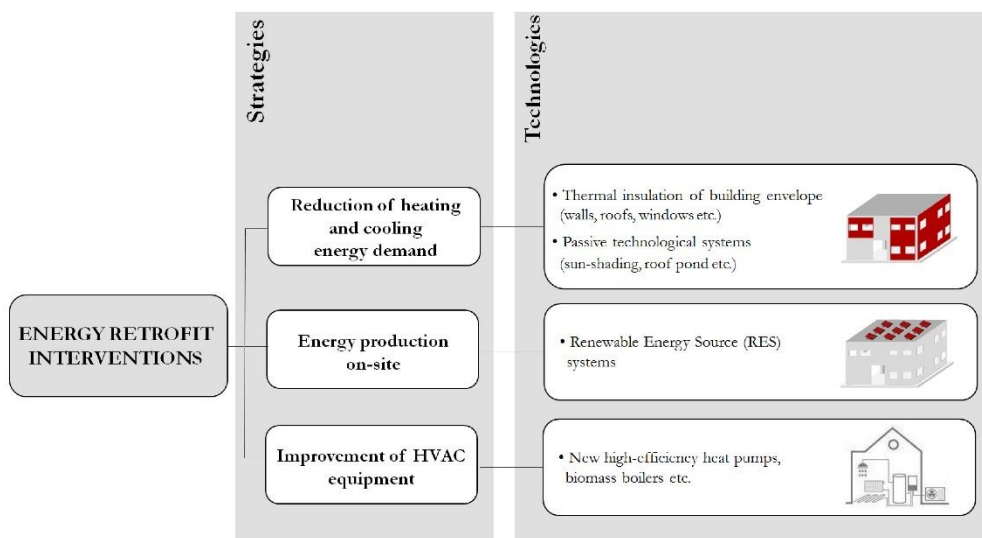 Strategies
Technologies
ENERGY RETROFIT
INTERVENTIONS
Reduction of heating
and cooling
energy demand
• Thermal insulation of building envelope
(walls, roofs, windows etc.)
• Passive technological systems
(sun-shading, roof pond etc.)
Energy production
on-site
• Renewable Energy Source (RES)
systems
Improvement of HVAC
equipment
• New high-efficiency heat pumps,
biomass boilers etc.